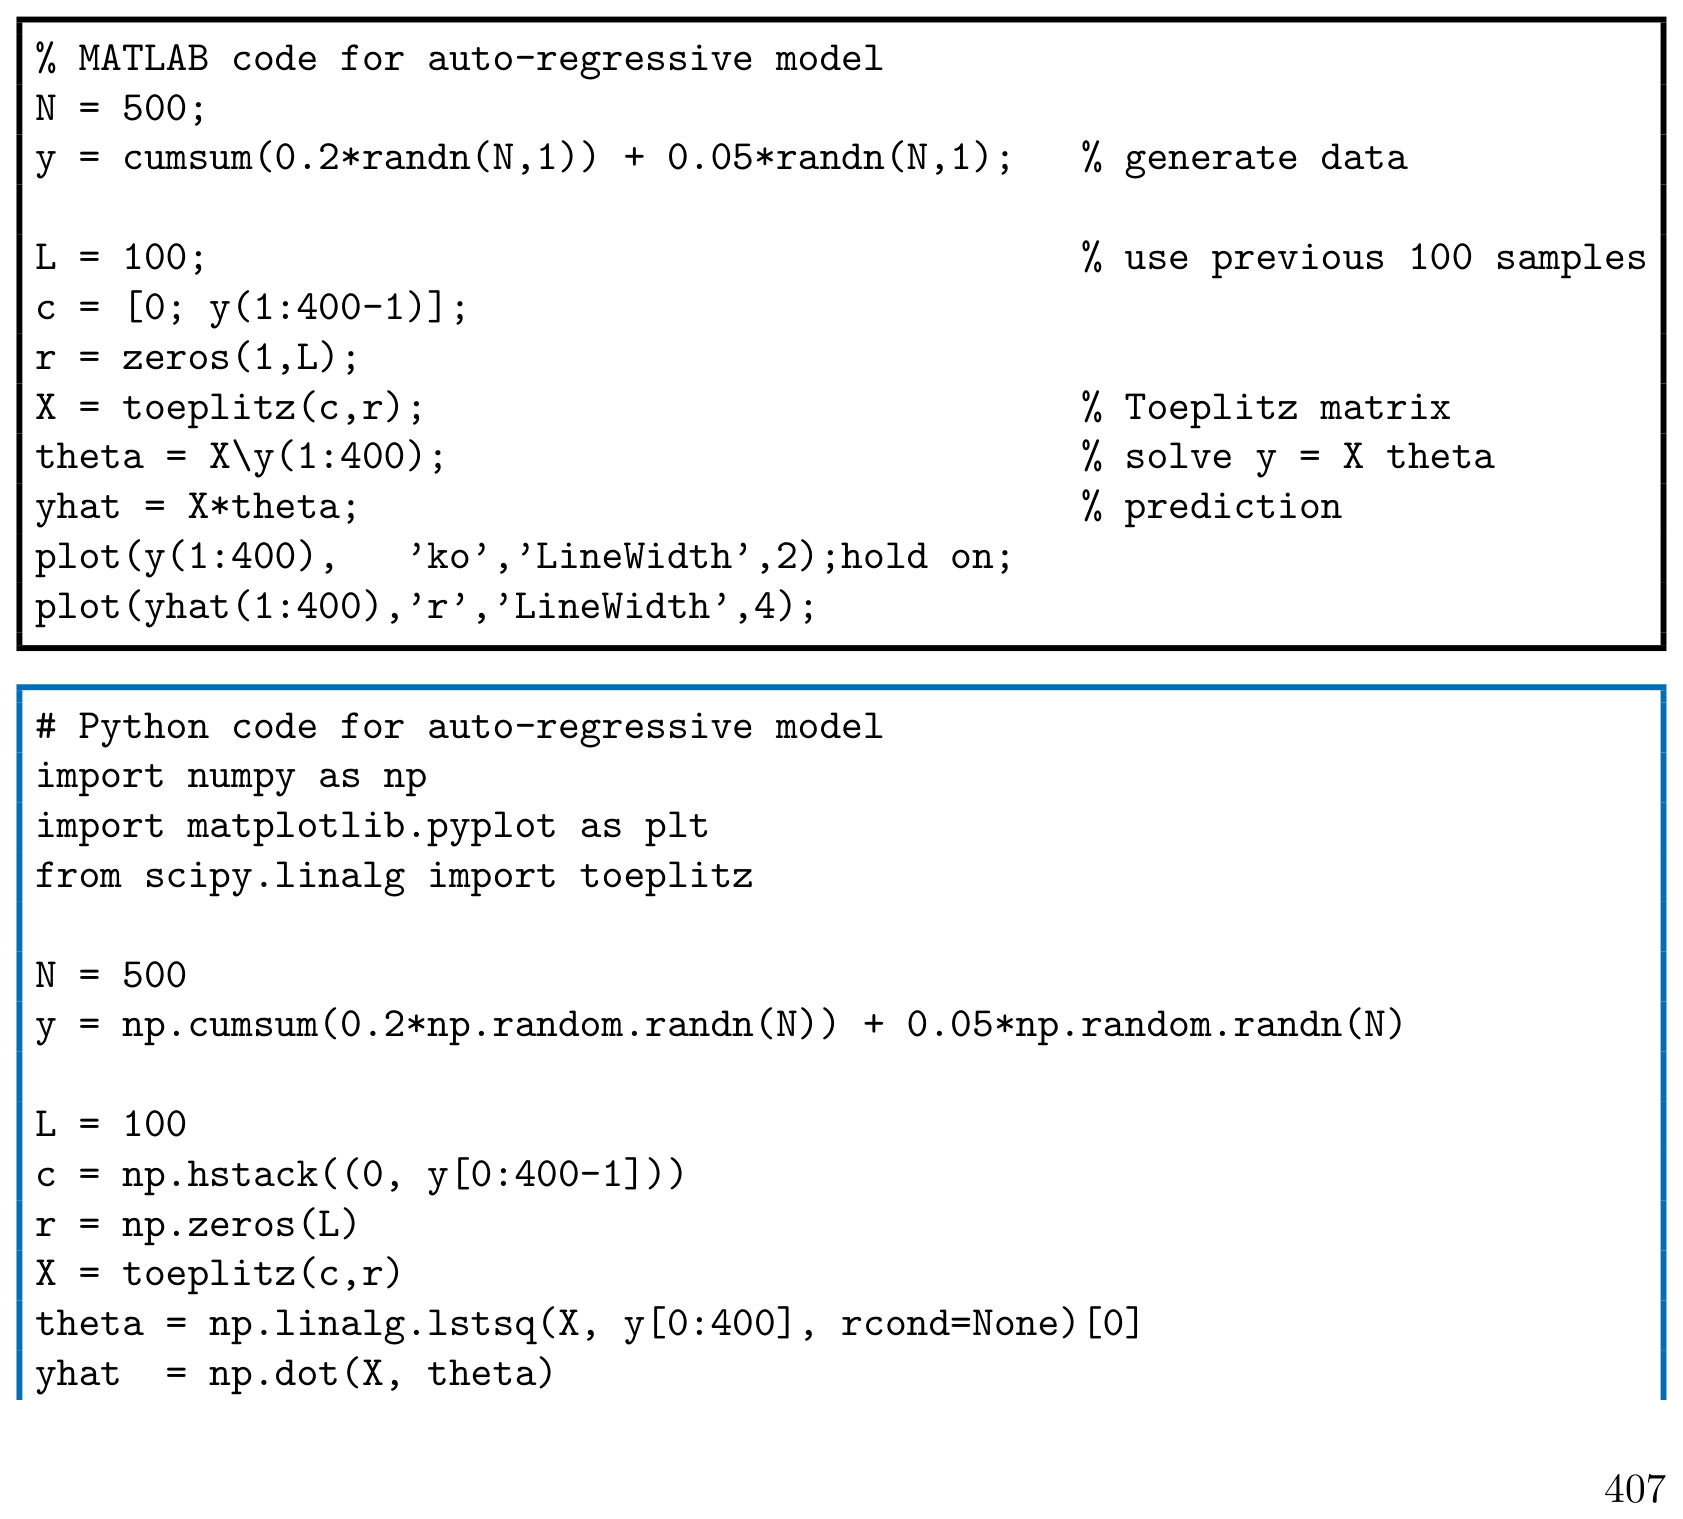 % MATLAB code for auto-regressive model
N = 500;
y = cumsum(0.2*randn(N,1)) + 0.05*randn(N,1);   % generate data

L = 100;                                        % use previous 100 samples
c = [0; y(1:400-1)];
r = zeros(1,L);
X = toeplitz(c,r);                              % Toeplitz matrix
theta = X\y(1:400);                             % solve y = X theta
yhat = X*theta;                                 % prediction
plot(y(1:400),   ’ko’,’LineWidth’,2);hold on;
plot(yhat(1:400),’r’,’LineWidth’,4);

# Python code for auto-regressive model
import numpy as np
import matplotlib.pyplot as plt
from scipy.linalg import toeplitz

N = 500
y = np.cumsum(0.2*np.random.randn(N)) + 0.05*np.random.randn(N)

L = 100
c = np.hstack((0, y[0:400-1]))
r = np.zeros(L)
X = toeplitz(c,r)
theta = np.linalg.lstsq(X, y[0:400], rcond=None)[0]
yhat  = np.dot(X, theta)

407